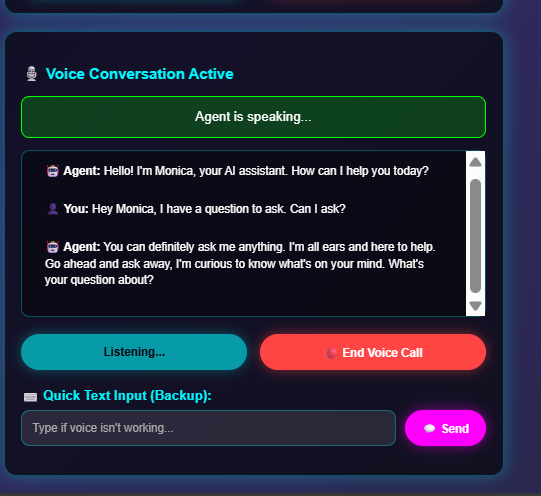 Voice Conversation Active
Agent is speaking...
Agent: Hello! I'm Monica, your AI assistant. How can I help you today?
You: Hey Monica, I have a question to ask. Can I ask?
Agent: You can definitely ask me anything. I'm all ears and here to help.
Go ahead and ask away, I'm curious to know what's on your mind. What's
your question about?
Listening...
End Voice Call
Quick Text Input (Backup):
Type if voice isn't working...
Send